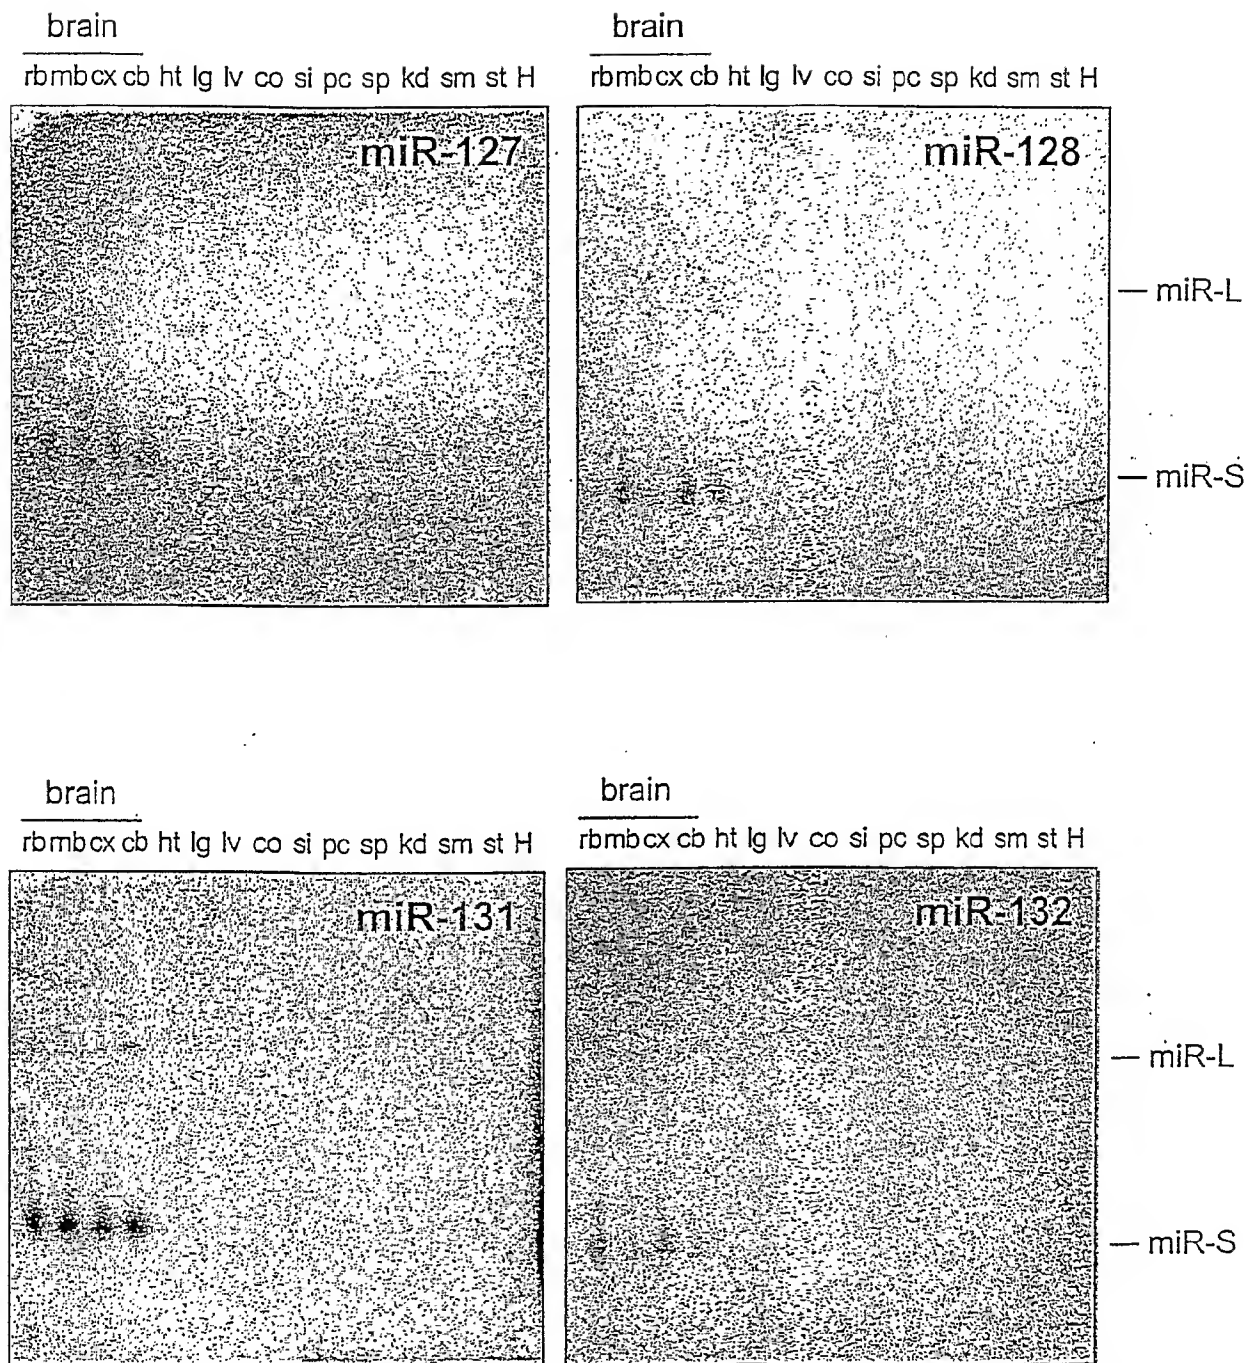 brain
brain
rb mb cx cb ht lg lv co si pc sp kd sm st H
rb mb cx cb ht lg lv co si pc sp kd sm st H
miR-127
miR-128
miR-L
miR-S
brain
brain
rb mb cx cb ht lg lv co si pc sp kd sm st H
rb mb cx cb ht lg lv co si pc sp kd sm st H
miR-131
miR-132
miR-L
miR-S